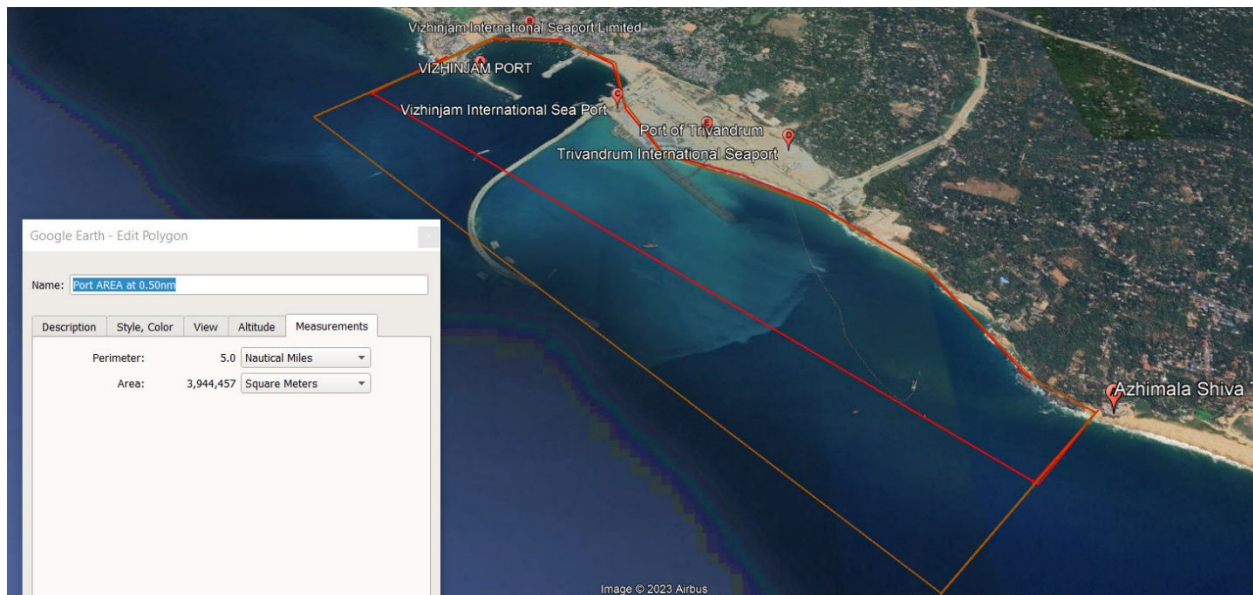 Vizhinjam International Seaport Limited
B
A
VIZHINJAM PORT
C
Vizhinjam International Sea Port
E
Port of Trivandrum
D
Trivandrum International Seaport
Google Earth - Edit Polygon
Name: Port AREA at 0.50nm
Description Style, Color View Altitude Measurements
Perimeter: 5.0 Nautical Miles
Area: 3,944,457 Square Meters
Azhimala Shiva
Image © 2023 Airbus